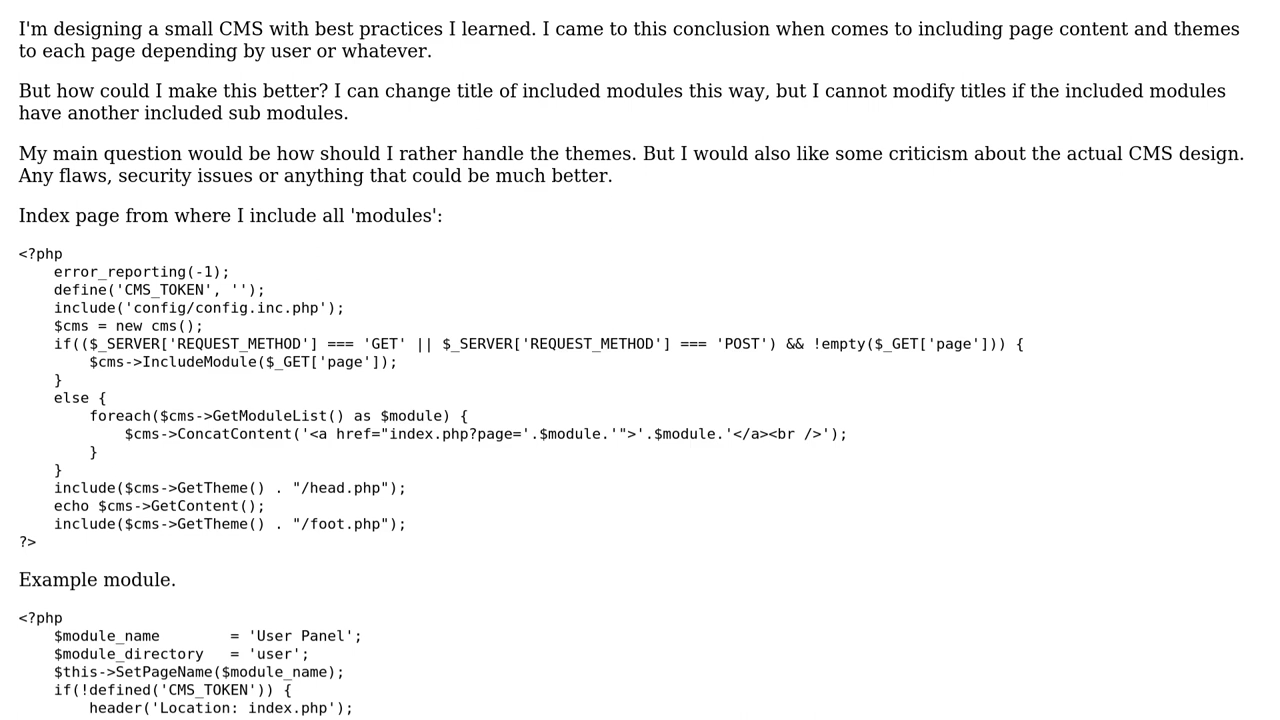 I'm designing a small CMS with best practices I learned. I came to this conclusion when comes to including page content and themes
to each page depending by user or whatever.
But how could I make this better? I can change title of included modules this way, but I cannot modify titles if the included modules
have another included sub modules.
My main question would be how should I rather handle the themes. But I would also like some criticism about the actual CMS design.
Any flaws, security issues or anything that could be much better.
Index page from where I include all 'modules':
<?php
    error_reporting(-1);
    define('CMS_TOKEN', '');
    include('config/config.inc.php');
    $cms = new cms();
    if(($_SERVER['REQUEST_METHOD'] === 'GET' || $_SERVER['REQUEST_METHOD'] === 'POST') && !empty($_GET['page'])) {
        $cms->IncludeModule($_GET['page']);
    }
    else {
        foreach($cms->GetModuleList() as $module) {
            $cms->ConcatContent('<a href="index.php?page='.$module.'">'.$module.'</a><br />');
        }
    }
    include($cms->GetTheme() . "/head.php");
    echo $cms->GetContent();
    include($cms->GetTheme() . "/foot.php");
?>
Example module.
<?php
    $module_name        = 'User Panel';
    $module_directory   = 'user';
    $this->SetPageName($module_name);
    if(!defined('CMS_TOKEN')) {
        header('Location: index.php');